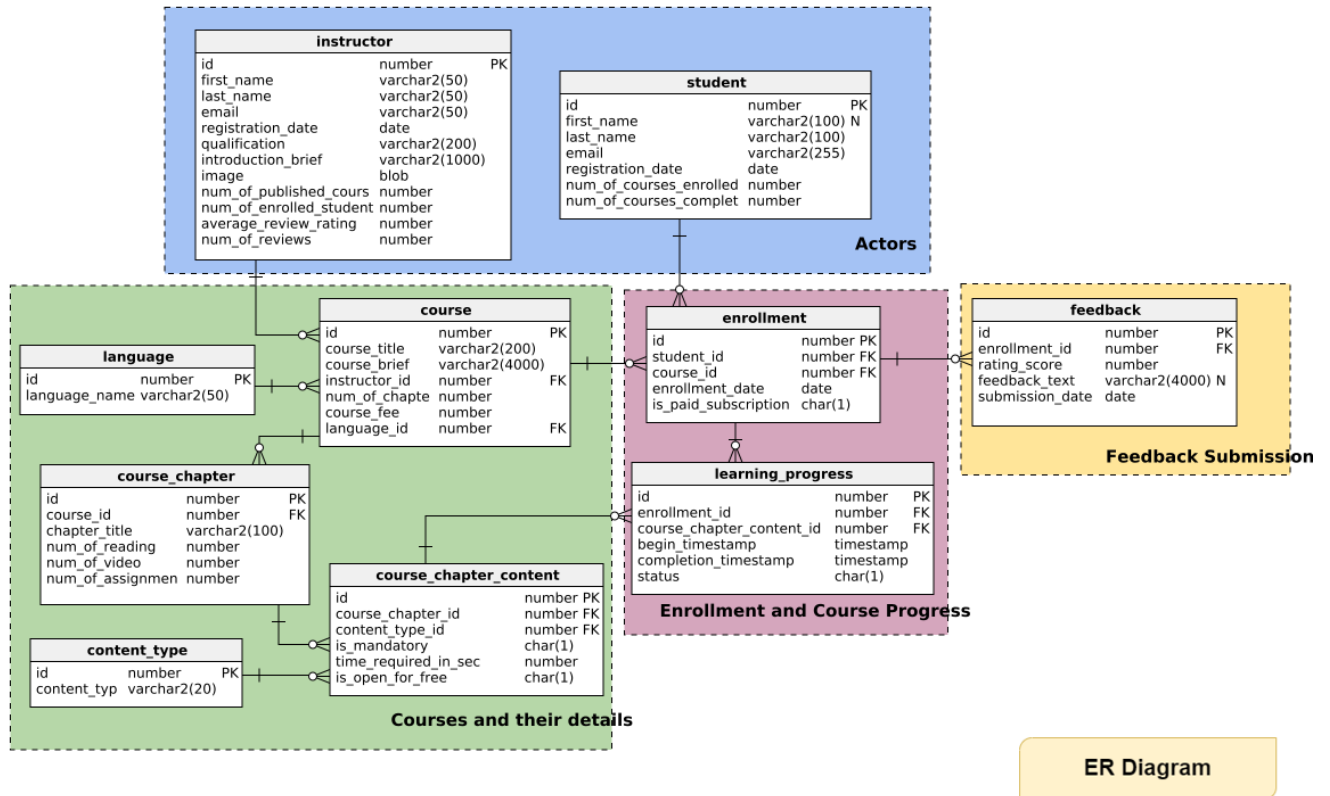 instructor
id number PK
first_name varchar2(50)
last_name varchar2(50)
email varchar2(50)
registration_date date
qualification varchar2(200)
introduction_brief varchar2(1000)
image blob
num_of_published_cours number
num_of_enrolled_student number
average_review_rating number
num_of_reviews number
student
id number PK
first_name varchar2(100) N
last_name varchar2(100)
email varchar2(255)
registration_date date
num_of_courses_enrolled number
num_of_courses_complet number
Actors
course
id number PK
course_title varchar2(200)
course_brief varchar2(4000)
instructor_id number FK
num_of_chapte number
course_fee number
language_id number FK
language
id number PK
language_name varchar2(50)
course_chapter
id number PK
course_id number FK
chapter_title varchar2(100)
num_of_reading number
num_of_video number
num_of_assignmen number
course_chapter_content
id number PK
course_chapter_id number FK
content_type_id number FK
is_mandatory char(1)
time_required_in_sec number
is_open_for_free char(1)
content_type
id number PK
content_typ varchar2(20)
Courses and their details
enrollment
id number PK
student_id number FK
course_id number FK
enrollment_date date
is_paid_subscription char(1)
learning_progress
id number PK
enrollment_id number FK
course_chapter_content_id number FK
begin_timestamp timestamp
completion_timestamp timestamp
status char(1)
Enrollment and Course Progress
feedback
id number PK
enrollment_id number FK
rating_score number
feedback_text varchar2(4000) N
submission_date date
Feedback Submission
ER Diagram